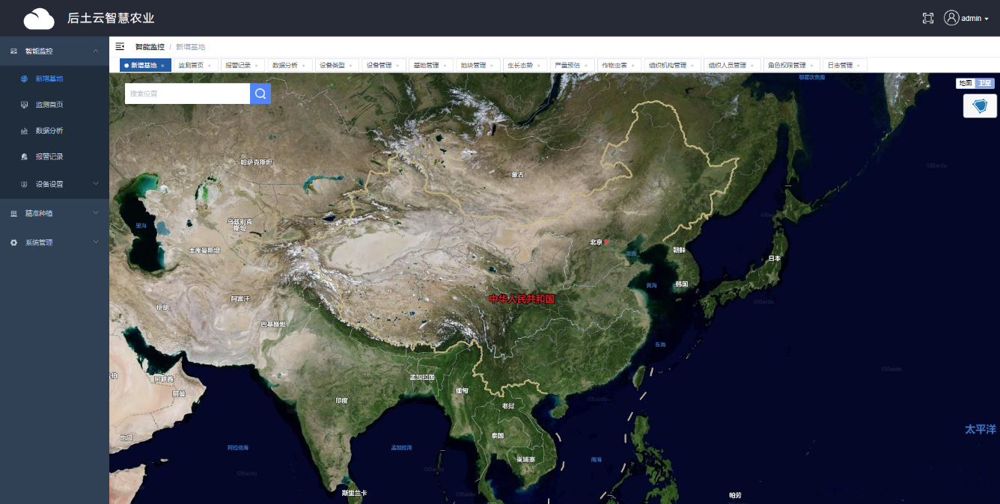 后土云智慧农业
admin
智能监控
智能监控 / 新增基地
新增基地
监测首页
报警记录
数据分析
设备类型
设备管理
基地管理
地块管理
生长态势
产量预估
作物虫害
组织机构管理
组织人员管理
角色权限管理
日志管理
新增基地
监测首页
数据分析
报警记录
设备设置
精准种植
系统管理
搜索位置
地图 卫星
鄂霍次克海
哈萨克斯坦
蒙古
里海
乌兹别克
斯坦
土库曼斯坦
北京
渤海
朝鲜
日本
黄海
韩国
中华人民共和国
阿富汗
伊朗
巴基斯坦
东海
阿联酋
阿曼
孟加拉国
缅甸
印度
老挝
太平洋
泰国
也门
阿拉伯海
孟加拉湾
柬埔寨
南海
斯里兰卡
帕劳
©Baidu
©Baidu
©Baidu
©Baidu
©Baidu
©Baidu
©Baidu